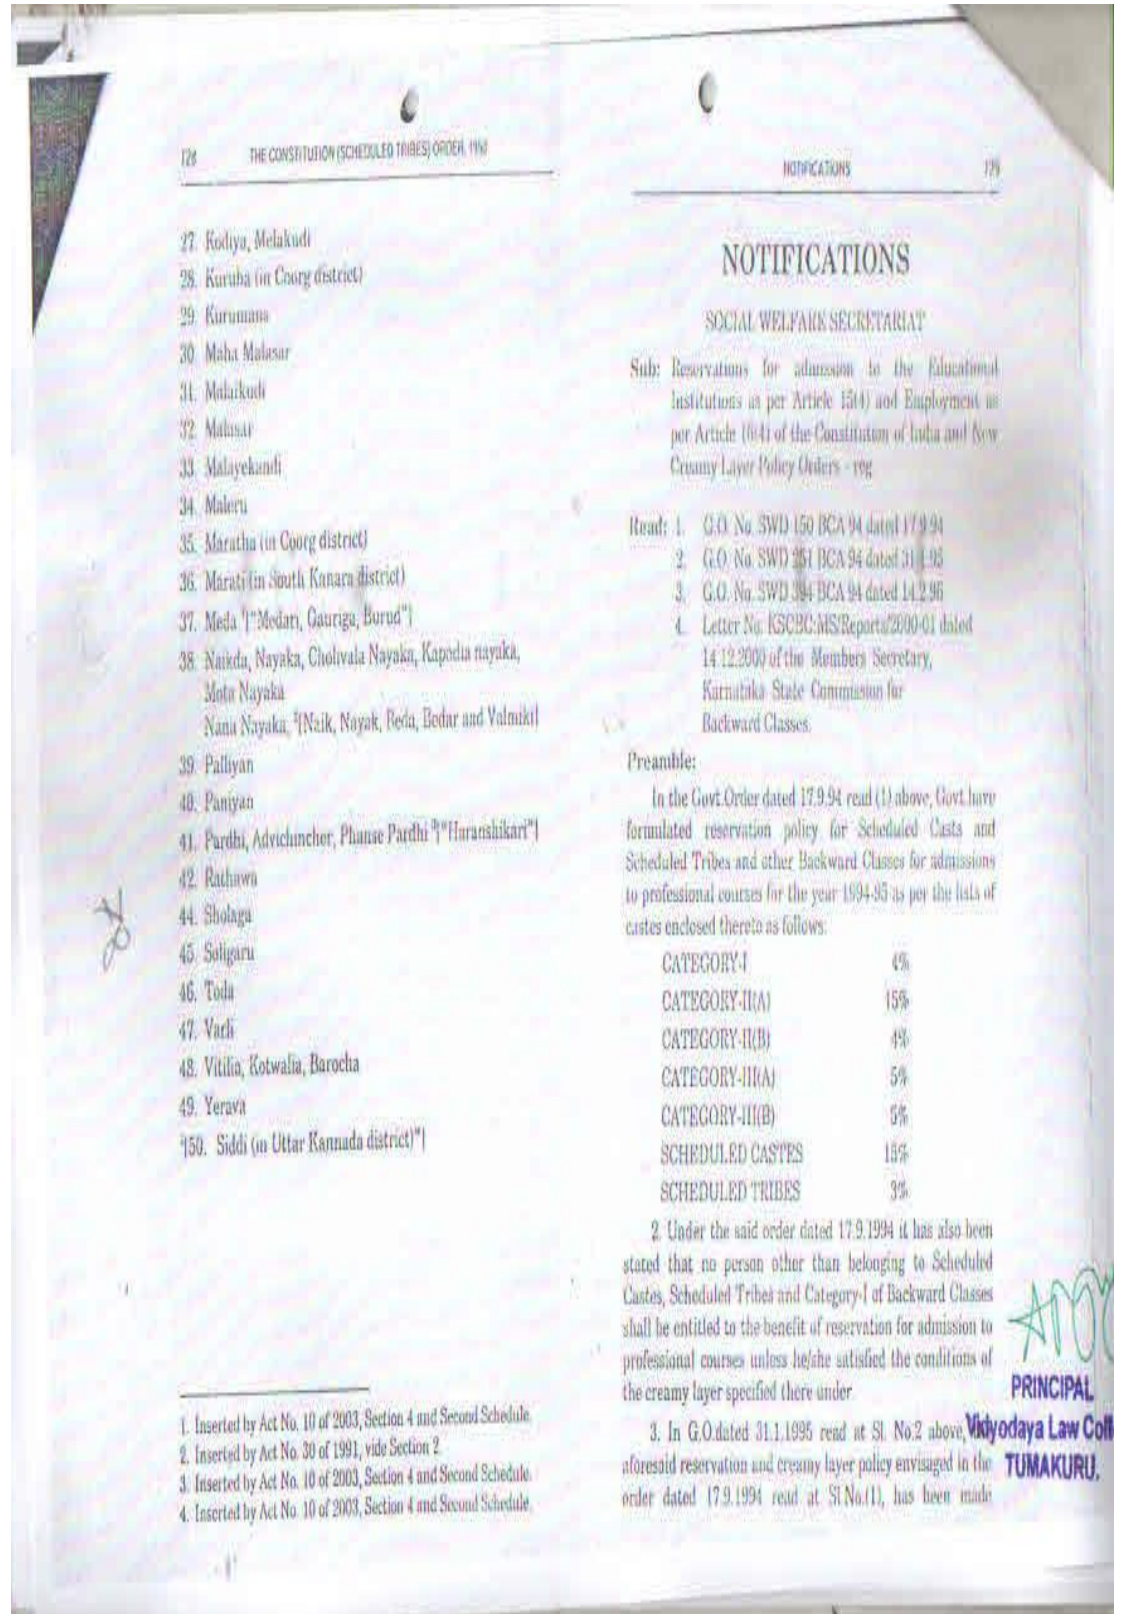 128 THE CONSTITUTION (SCHEDULED TRIBES) ORDER, 1950
27. Kodiya, Melakudi
28. Kuruba (in Coorg district)
29. Kurumans
30. Maha Malasar
31. Malaikudi
32. Malasar
33. Malayekandi
34. Maleru
35. Maratha (in Coorg district)
36. Marati (in South Kanara district)
37. Meda ¹["Medari, Gauriga, Burud"]
38. Naikda, Nayaka, Cholivala Nayaka, Kapodia nayaka,
Mota Nayaka
Nana Nayaka, ²[Naik, Nayak, Beda, Bedar and Valmiki]
39. Palliyan
40. Paniyan
41. Pardhi, Advichincher, Phanse Pardhi ³["Haranshikari"]
42. Rathawa
44. Sholaga
45. Soligaru
46. Toda
47. Varli
48. Vitilia, Kotwalia, Barocha
49. Yerava
⁴[50. Siddi (in Uttar Kannada district)"]
1. Inserted by Act No. 10 of 2003, Section 4 and Second Schedule.
2. Inserted by Act No. 30 of 1991, vide Section 2.
3. Inserted by Act No. 10 of 2003, Section 4 and Second Schedule.
4. Inserted by Act No. 10 of 2003, Section 4 and Second Schedule.
NOTIFICATIONS 129
NOTIFICATIONS
SOCIAL WELFARE SECRETARIAT
Sub: Reservations for admission to the Educational
Institutions as per Article 15(4) and Employment as
per Article 16(4) of the Constitution of India and New
Creamy Layer Policy Orders - reg
Read: 1. G.O. No. SWD 150 BCA 94 dated 17.9.94
2. G.O. No. SWD 251 BCA 94 dated 31.1.95
3. G.O. No. SWD 394 BCA 94 dated 14.2.96
4. Letter No. KSCBC:MS/Reports/2000-01 dated
14.12.2000 of the Members Secretary,
Karnataka State Commission for
Backward Classes.
Preamble:
In the Govt.Order dated 17.9.94 read (1) above, Govt.have
formulated reservation policy for Scheduled Casts and
Scheduled Tribes and other Backward Classes for admissions
to professional courses for the year 1994-95 as per the lists of
castes enclosed thereto as follows:
CATEGORY-I 4%
CATEGORY-II(A) 15%
CATEGORY-II(B) 4%
CATEGORY-III(A) 5%
CATEGORY-III(B) 5%
SCHEDULED CASTES 15%
SCHEDULED TRIBES 3%
2. Under the said order dated 17.9.1994 it has also been
stated that no person other than belonging to Scheduled
Castes, Scheduled Tribes and Category-I of Backward Classes
shall be entitled to the benefit of reservation for admission to
professional courses unless he/she satisfied the conditions of
the creamy layer specified there under.
3. In G.O.dated 31.1.1995 read at Sl. No.2 above,
aforesaid reservation and creamy layer policy envisaged in the
order dated 17.9.1994 read at Sl.No.(1), has been made
PRINCIPAL
Vidyodaya Law Coll
TUMAKURU.